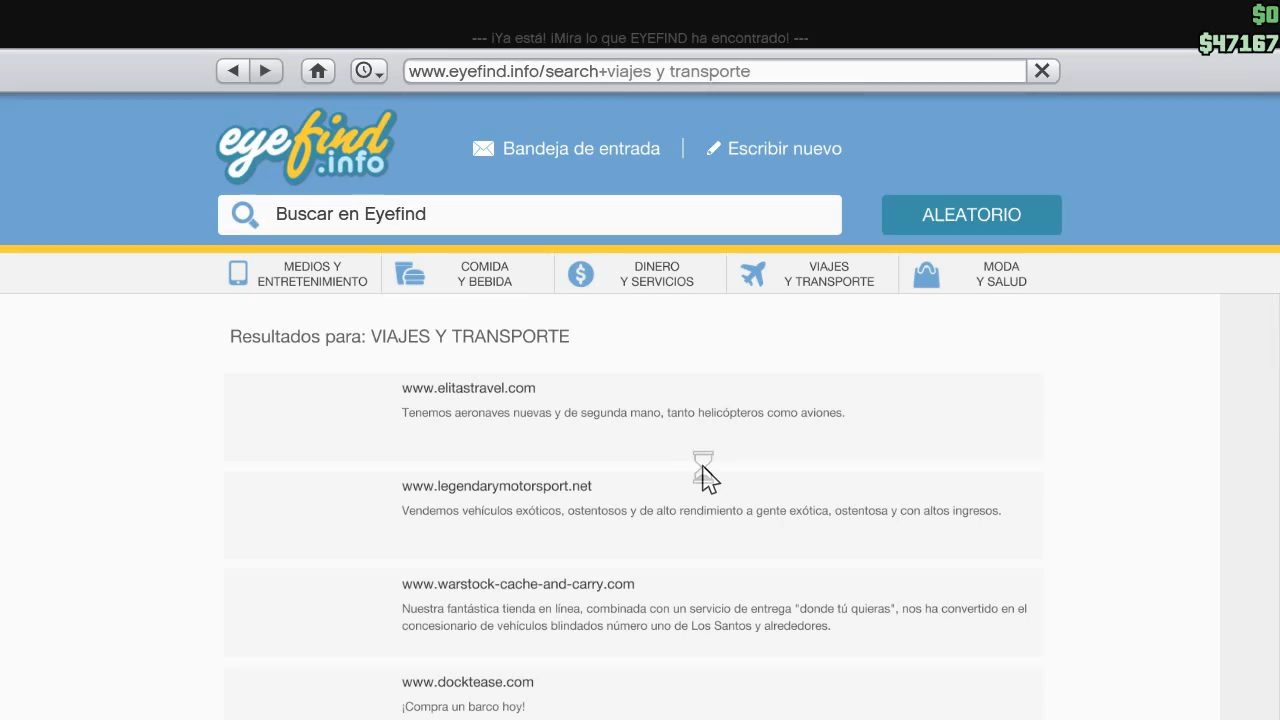 $0
--- ¡Ya está! ¡Mira lo que EYEFIND ha encontrado! ---
$47167
www.eyefind.info/search+viajes y transporte
eyefind.info
Bandeja de entrada
Escribir nuevo
Buscar en Eyefind
ALEATORIO
MEDIOS Y
ENTRETENIMIENTO
COMIDA
Y BEBIDA
DINERO
Y SERVICIOS
VIAJES
Y TRANSPORTE
MODA
Y SALUD
Resultados para: VIAJES Y TRANSPORTE
www.elitastravel.com
Tenemos aeronaves nuevas y de segunda mano, tanto helicópteros como aviones.
www.legendarymotorsport.net
Vendemos vehículos exóticos, ostentosos y de alto rendimiento a gente exótica, ostentosa y con altos ingresos.
www.warstock-cache-and-carry.com
Nuestra fantástica tienda en línea, combinada con un servicio de entrega "donde tú quieras", nos ha convertido en el
concesionario de vehículos blindados número uno de Los Santos y alrededores.
www.docktease.com
¡Compra un barco hoy!